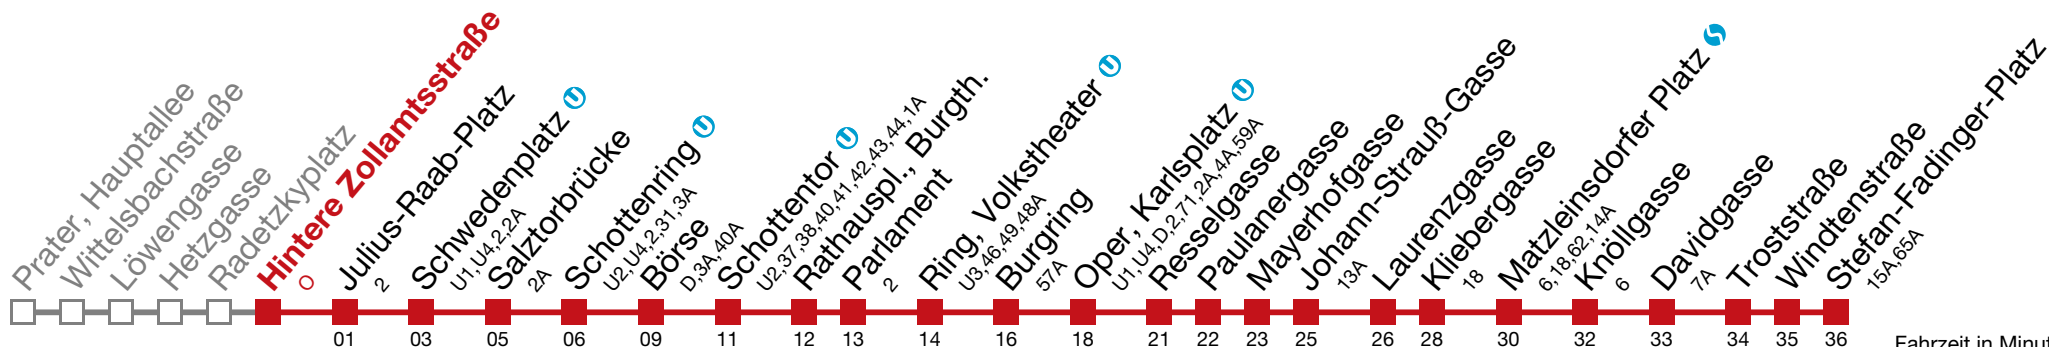 Prater, Hauptallee
Wittelsbachstraße
Löwengasse
Hetzgasse
Radetzkyplatz
Hintere Zollamtsstraße
O
Julius-Raab-Platz
2
Schwedenplatz U
U1,U4,2,2A
Salztorbrücke
2A
Schottenring U
U2,U4,2,31,3A
Börse
D,3A,40A
Schottentor U
U2,37,38,40,41,42,43,44,1A
Rathauspl., Burgth.
Parlament
2
Ring, Volkstheater U
U3,46,49,48A
Burgring
57A
Oper, Karlsplatz U
U1,U4,D,2,71,2A,4A,59A
Resselgasse
Paulanergasse
Mayerhofgasse
Johann-Strauß-Gasse
13A
Laurenzgasse
Kliebergasse
18
Matzleinsdorfer Platz S
6,18,62,14A
Knöllgasse
6
Davidgasse
7A
Troststraße
Windtenstraße
Stefan-Fadinger-Platz
15A,65A
01 03 05 06 09 11 12 13 14 16 18 21 22 23 25 26 28 30 32 33 34 35 36
Fahrzeit in Minut